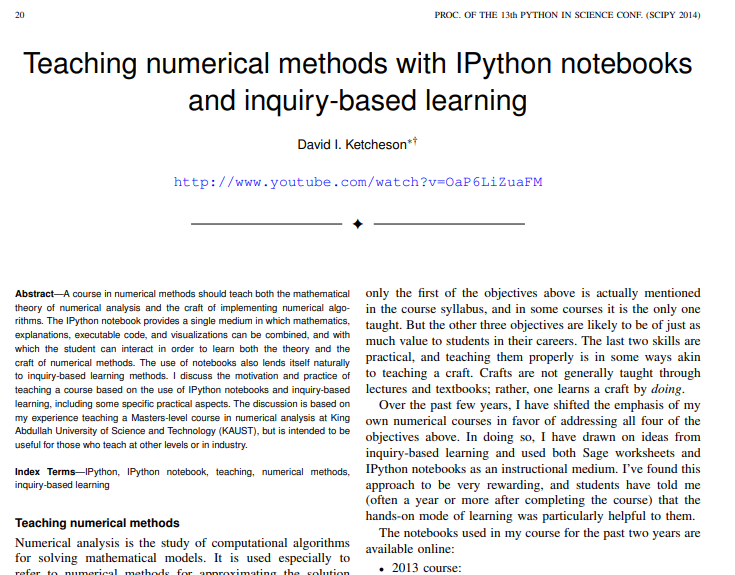 20
PROC. OF THE 13th PYTHON IN SCIENCE CONF. (SCIPY 2014)
Teaching numerical methods with IPython notebooks
and inquiry-based learning
David I. Ketcheson*†
http://www.youtube.com/watch?v=OaP6LiZuaFM
Abstract—A course in numerical methods should teach both the mathematical
theory of numerical analysis and the craft of implementing numerical algo-
rithms. The IPython notebook provides a single medium in which mathematics,
explanations, executable code, and visualizations can be combined, and with
which the student can interact in order to learn both the theory and the
craft of numerical methods. The use of notebooks also lends itself naturally
to inquiry-based learning methods. I discuss the motivation and practice of
teaching a course based on the use of IPython notebooks and inquiry-based
learning, including some specific practical aspects. The discussion is based on
my experience teaching a Masters-level course in numerical analysis at King
Abdullah University of Science and Technology (KAUST), but is intended to be
useful for those who teach at other levels or in industry.
Index Terms—IPython, IPython notebook, teaching, numerical methods,
inquiry-based learning
Teaching numerical methods
Numerical analysis is the study of computational algorithms
for solving mathematical models. It is used especially to
refer to numerical methods for approximating the solution
only the first of the objectives above is actually mentioned
in the course syllabus, and in some courses it is the only one
taught. But the other three objectives are likely to be of just as
much value to students in their careers. The last two skills are
practical, and teaching them properly is in some ways akin
to teaching a craft. Crafts are not generally taught through
lectures and textbooks; rather, one learns a craft by doing.
Over the past few years, I have shifted the emphasis of my
own numerical courses in favor of addressing all four of the
objectives above. In doing so, I have drawn on ideas from
inquiry-based learning and used both Sage worksheets and
IPython notebooks as an instructional medium. I've found this
approach to be very rewarding, and students have told me
(often a year or more after completing the course) that the
hands-on mode of learning was particularly helpful to them.
The notebooks used in my course for the past two years are
available online:
• 2013 course: